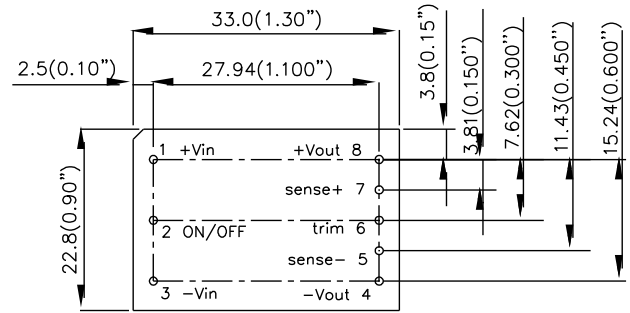 33.0(1.30”)
2.5(0.10”)
27.94(1.100”)
3.8(0.15”)
3.81(0.150”)
7.62(0.300”)
11.43(0.450”)
15.24(0.600”)
22.8(0.90”)
1 +Vin
+Vout 8
sense+ 7
2 ON/OFF
trim 6
sense− 5
3 −Vin
−Vout 4